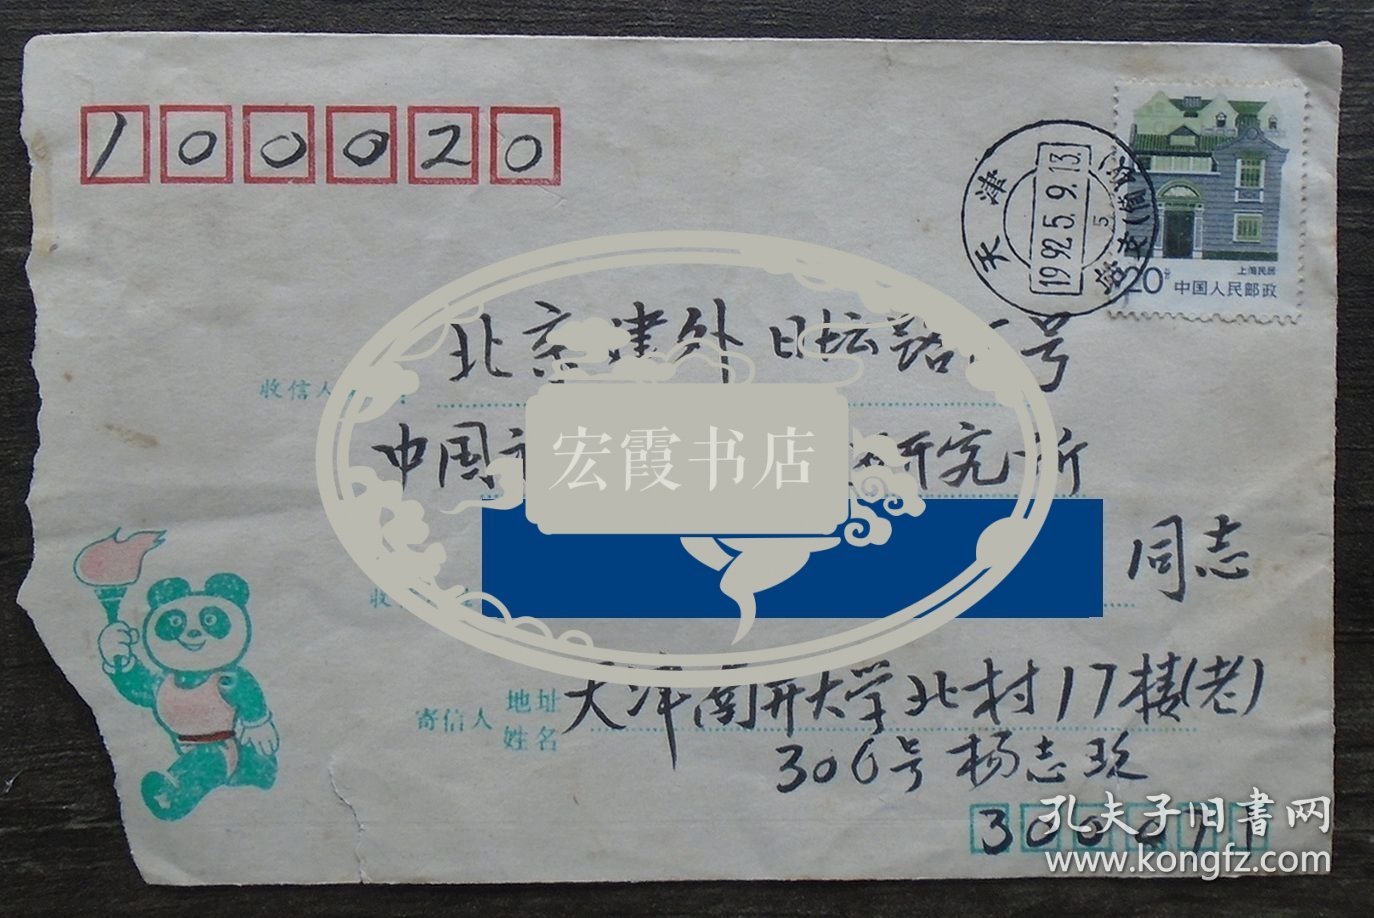 100020
天津
1992.5.9.13
5
上海民居
20分 中国人民邮政
北京建外日坛路 号
收信人
中国 研究所
同志
宏霞书店
寄信人 地址 姓名
天津南开大学北村17楼(老)
306号 杨志玖
300071
孔夫子旧书网
www.kongfz.com